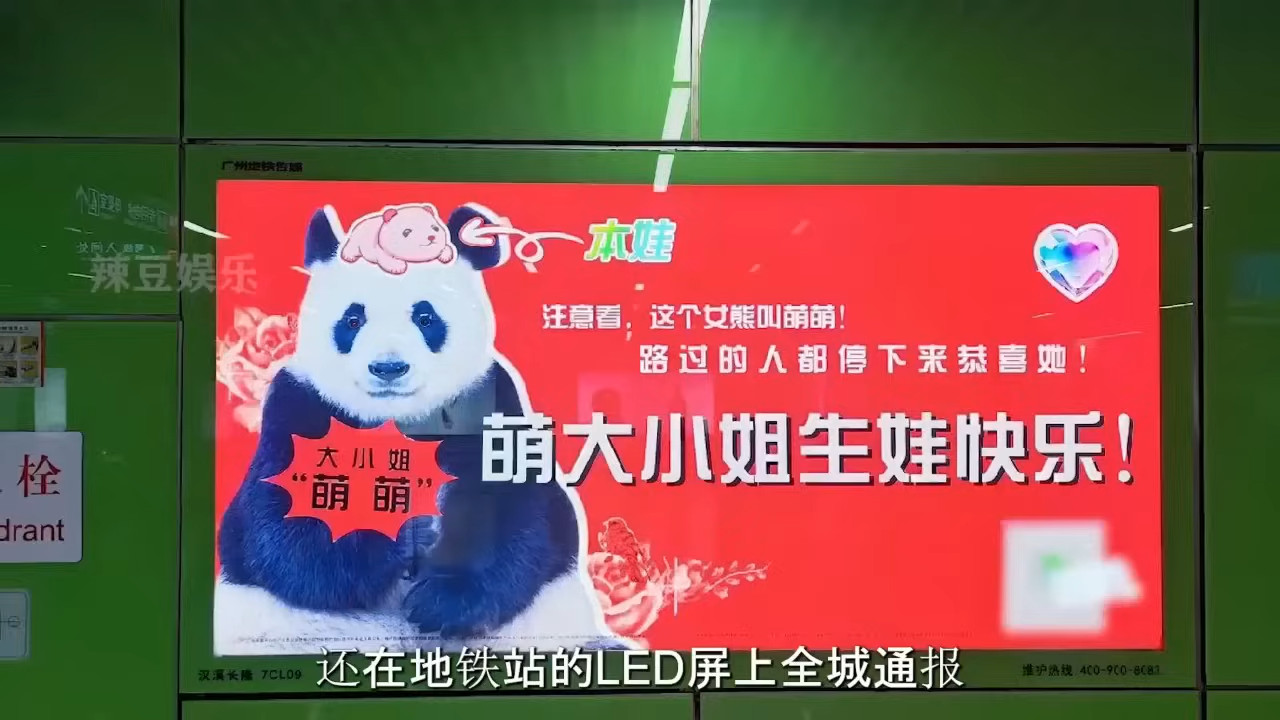 广州地铁传媒
辣豆娱乐
本娃
注意看，这个女熊叫萌萌！
路过的人都停下来恭喜她！
萌大小姐生娃快乐！
大小姐
“萌萌”
栓
drant
汉溪长隆 7CL09
维护热线 400-900-8083
还在地铁站的LED屏上全城通报